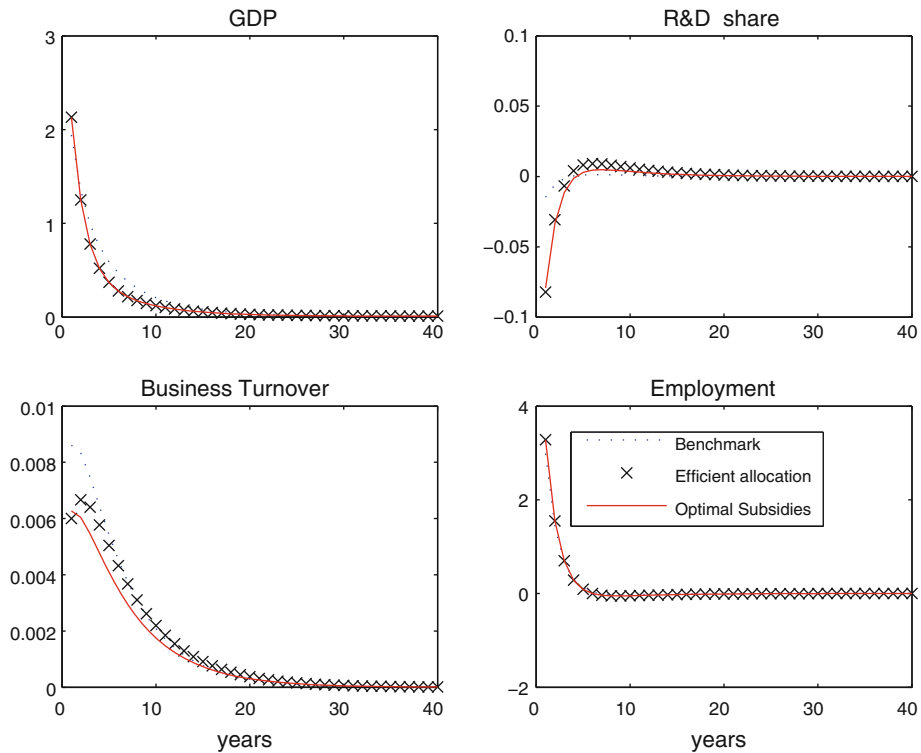 GDP
3
2
1
0
0 10 20 30 40
R&D share
0.1
0.05
0
−0.05
−0.1
0 10 20 30 40
Business Turnover
0.01
0.008
0.006
0.004
0.002
0
0 10 20 30 40
years
Employment
4
2
0
−2
Benchmark
Efficient allocation
Optimal Subsidies
0 10 20 30 40
years